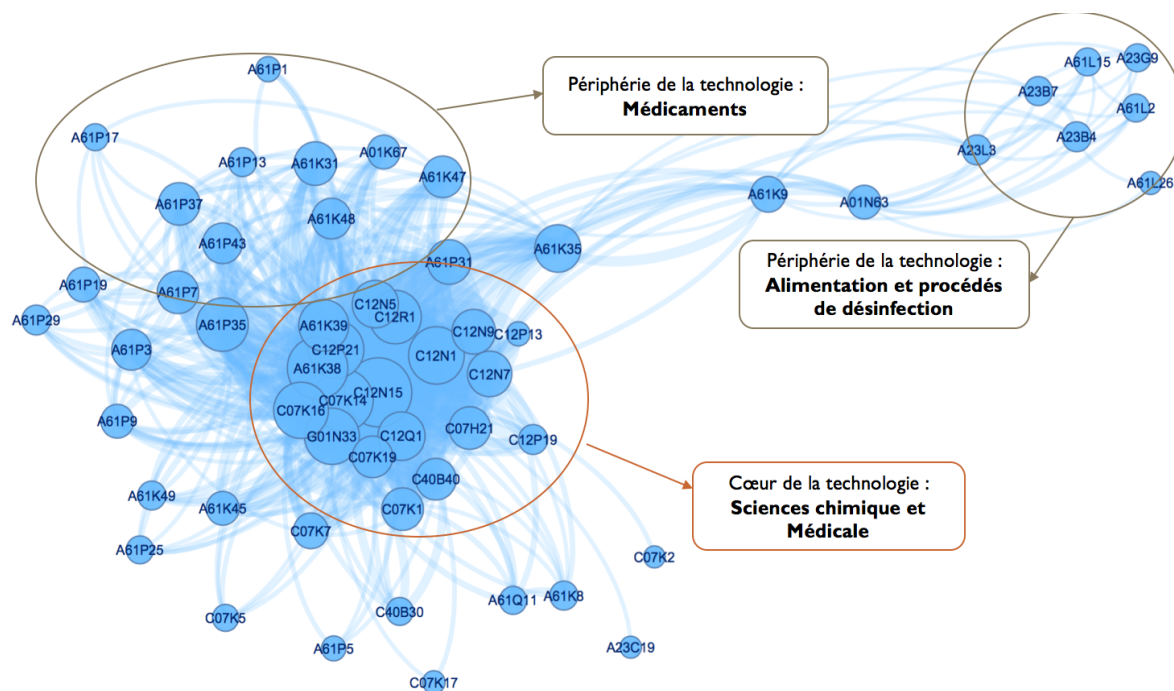 A61P1
Périphérie de la technologie :
Médicaments
A61L15
A23G9
A23B7
A61L2
A23B4
A23L3
A61L26
A61P17
A61P13
A61K31
A01K67
A61K47
A61K9
A01N63
A61P37
A61K48
A61P43
A61K35
A61P31
Périphérie de la technologie :
Alimentation et procédés
de désinfection
A61P19
A61P7
A61P29
A61P35
A61P3
C12N5
C12R1
A61K39
C12N9
C12P13
C12P21
C12N1
A61K38
C12N7
C12N15
C07K14
C07K16
G01N33
C12Q1
C07H21
C12P19
A61P9
C07K19
C40B40
Cœur de la technologie :
Sciences chimique et
Médicale
A61K49
A61K45
C07K1
C07K7
A61P25
C07K2
C07K5
C40B30
A61Q11
A61K8
A61P5
A23C19
C07K17